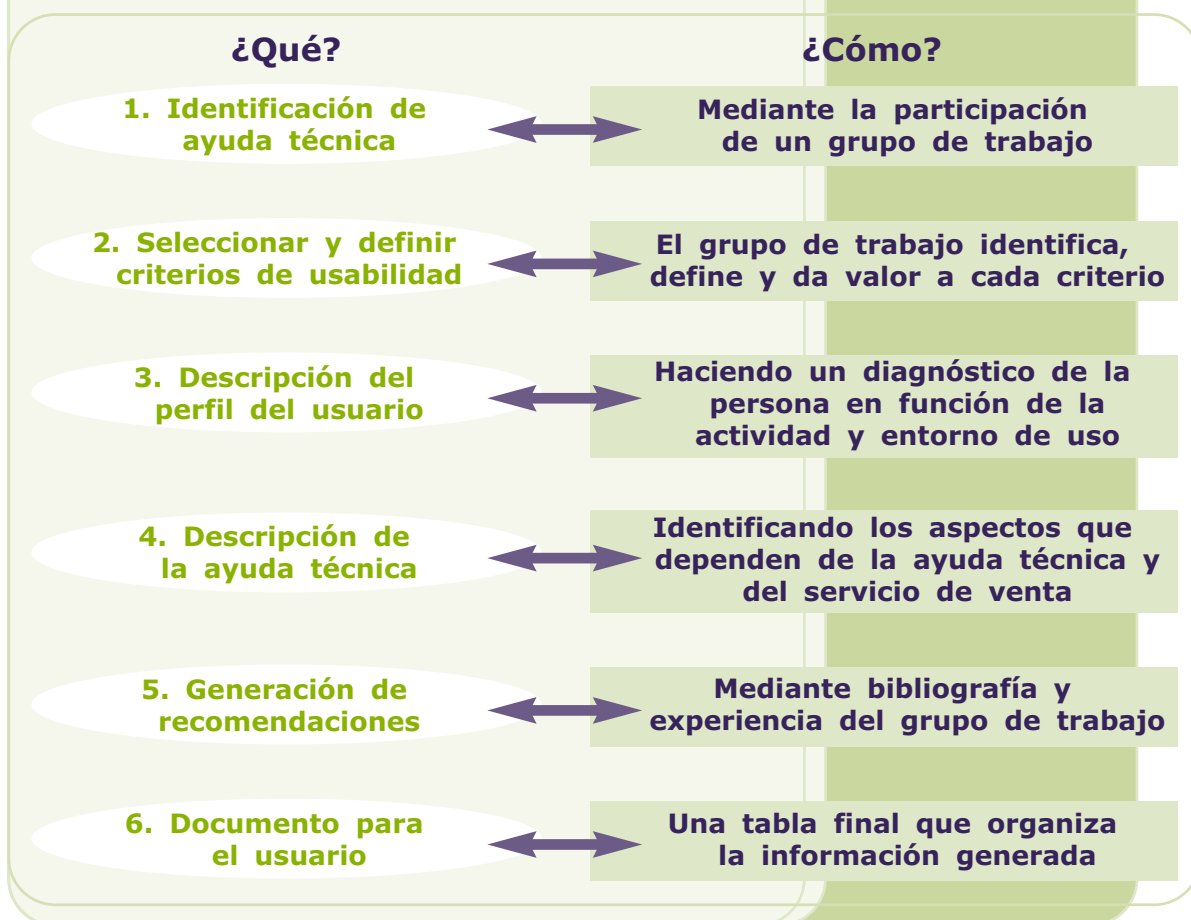 ¿Qué?
¿Cómo?
1. Identificación de
ayuda técnica
Mediante la participación
de un grupo de trabajo
2. Seleccionar y definir
criterios de usabilidad
El grupo de trabajo identifica,
define y da valor a cada criterio
3. Descripción del
perfil del usuario
Haciendo un diagnóstico de la
persona en función de la
actividad y entorno de uso
4. Descripción de
la ayuda técnica
Identificando los aspectos que
dependen de la ayuda técnica y
del servicio de venta
5. Generación de
recomendaciones
Mediante bibliografía y
experiencia del grupo de trabajo
6. Documento para
el usuario
Una tabla final que organiza
la información generada